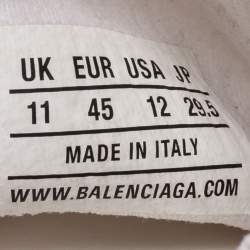 UK EUR USA JP
11 45 12 29.5
MADE IN ITALY
WWW.BALENCIAGA.COM